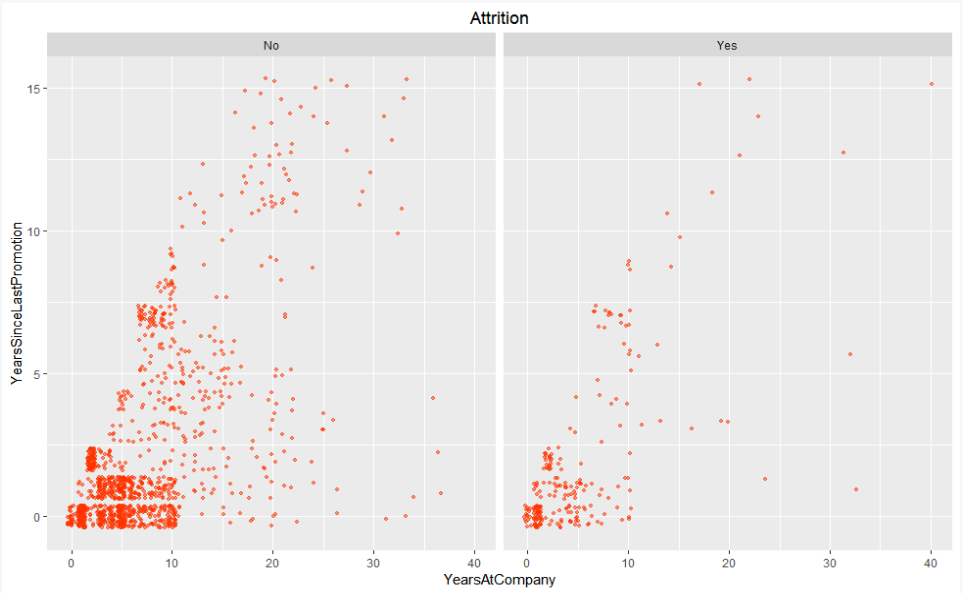 Attrition
No
Yes
YearsSinceLastPromotion
15
10
5
0
0 10 20 30 40
0 10 20 30 40
YearsAtCompany